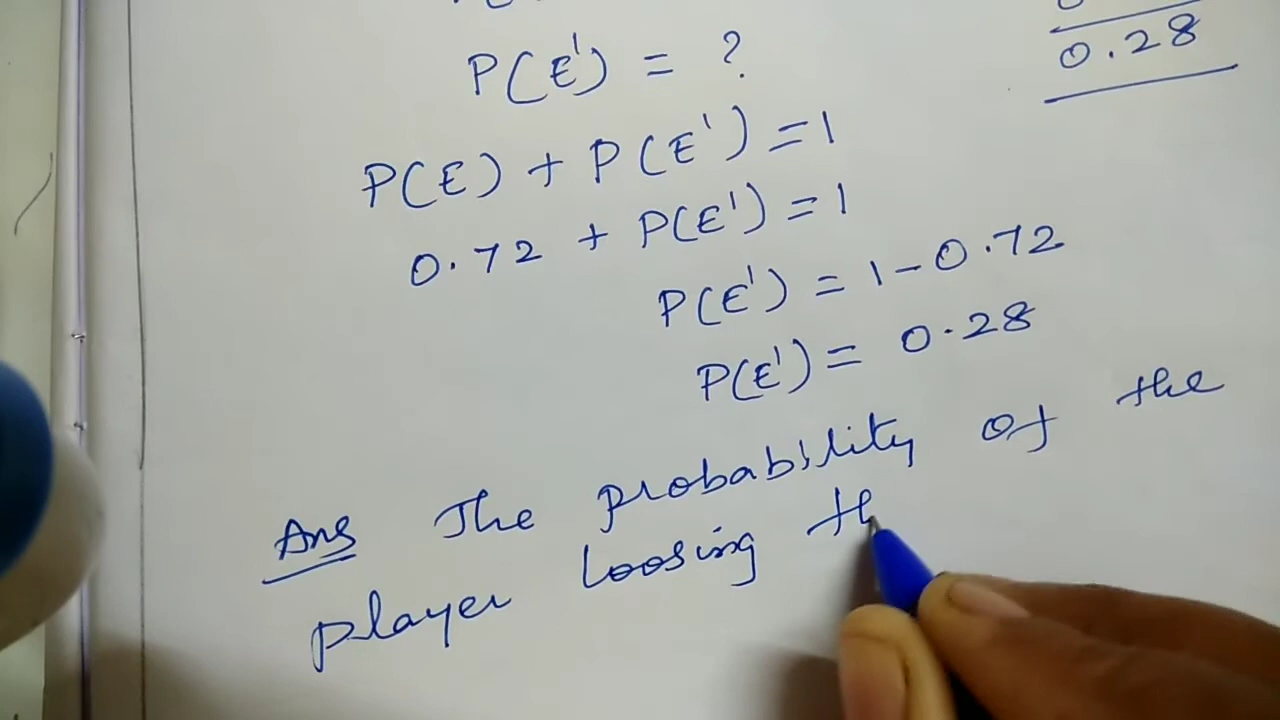 P(E') = ?
0.28
P(E) + P(E') = 1
0.72 + P(E') = 1
P(E') = 1 - 0.72
P(E') = 0.28
Ans The probability of the
player loosing